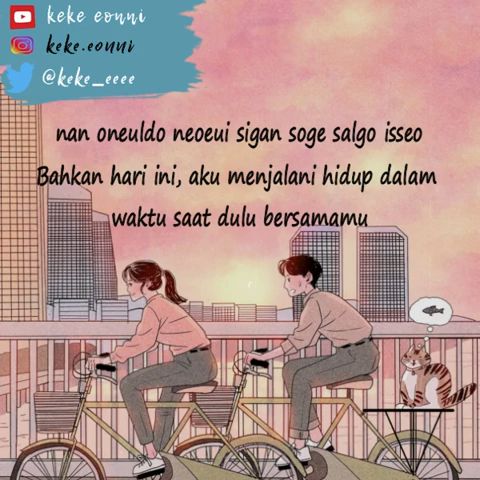 keke eonni
keke.eonni
@keke_eeee
nan oneuldo neoeui sigan soge salgo isseo
Bahkan hari ini, aku menjalani hidup dalam
waktu saat dulu bersamamu